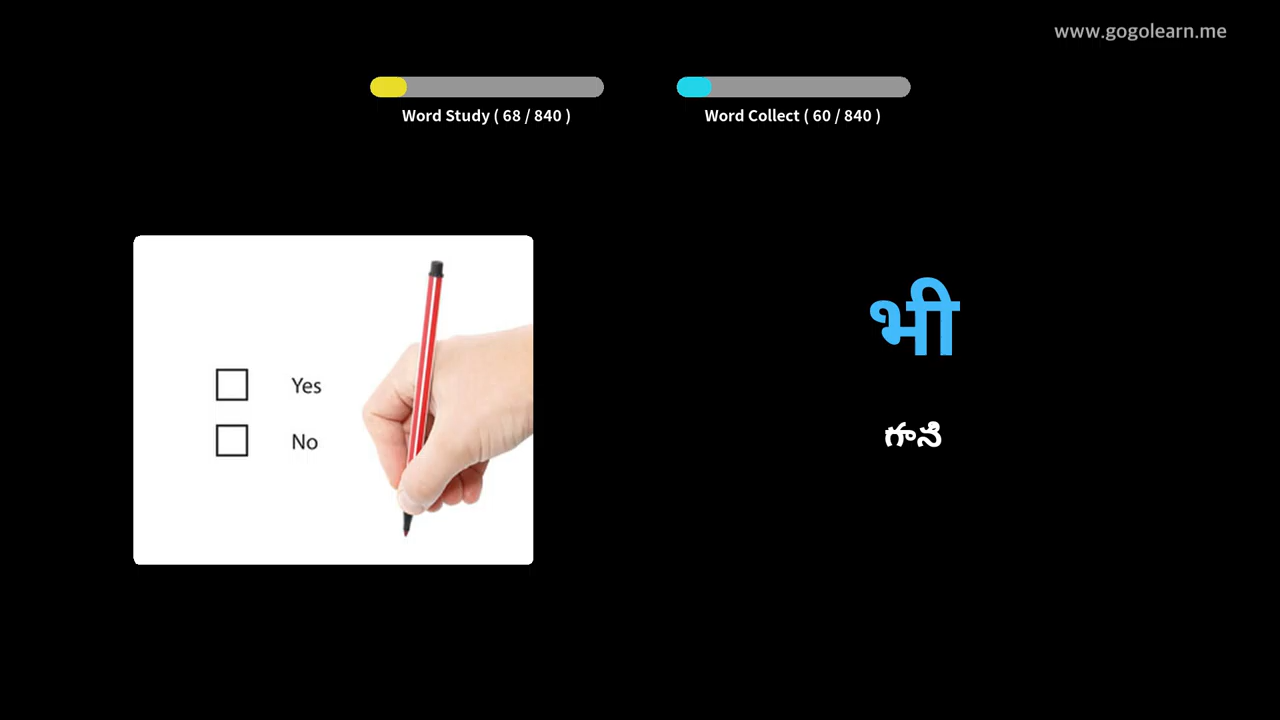 www.gogolearn.me
Word Study ( 68 / 840 )
Word Collect ( 60 / 840 )
Yes
No
भी
గాని